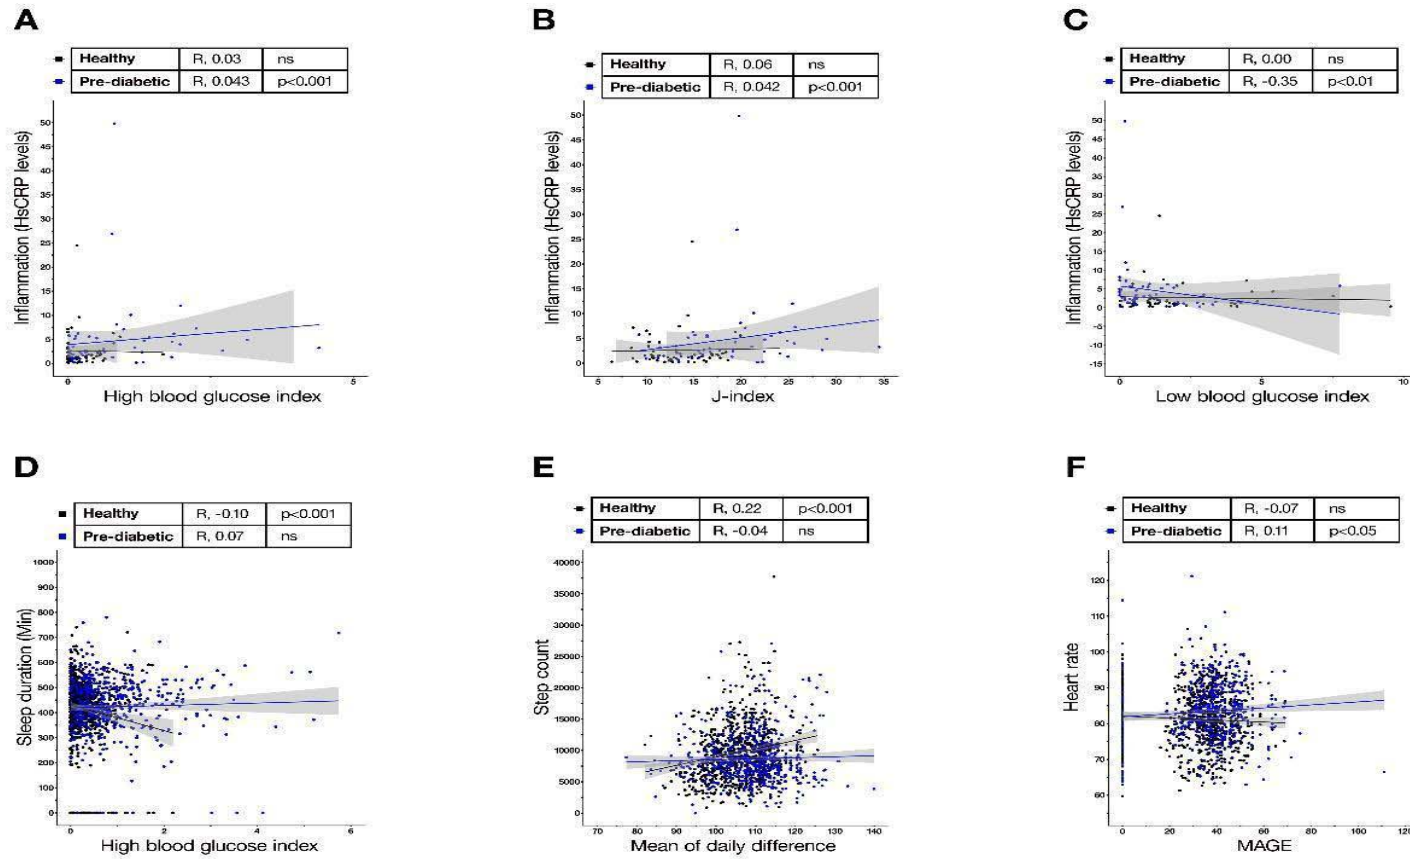 A
Healthy R, 0.03 ns
Pre-diabetic R, 0.043 p<0.001
Inflammation (HsCRP levels)
50
45
40
35
30
25
20
15
10
5
0
0 5
High blood glucose index
B
Healthy R, 0.06 ns
Pre-diabetic R, 0.042 p<0.001
Inflammation (HsCRP levels)
50
45
40
35
30
25
20
15
10
5
0
5 10 15 20 25 30 35
J-index
C
Healthy R, 0.00 ns
Pre-diabetic R, -0.35 p<0.01
Inflammation (HsCRP levels)
50
45
40
35
30
25
20
15
10
5
0
-5
-10
-15
0 5 10
Low blood glucose index
D
Healthy R, -0.10 p<0.001
Pre-diabetic R, 0.07 ns
Sleep duration (Min)
1000
900
800
700
600
500
400
300
200
100
0
0 2 4 6
High blood glucose index
E
Healthy R, 0.22 p<0.001
Pre-diabetic R, -0.04 ns
Step count
40000
35000
30000
25000
20000
15000
10000
5000
0
70 80 90 100 110 120 130 140
Mean of daily difference
F
Healthy R, -0.07 ns
Pre-diabetic R, 0.11 p<0.05
Heart rate
120
110
100
90
80
70
60
0 20 40 60 80 100 120
MAGE